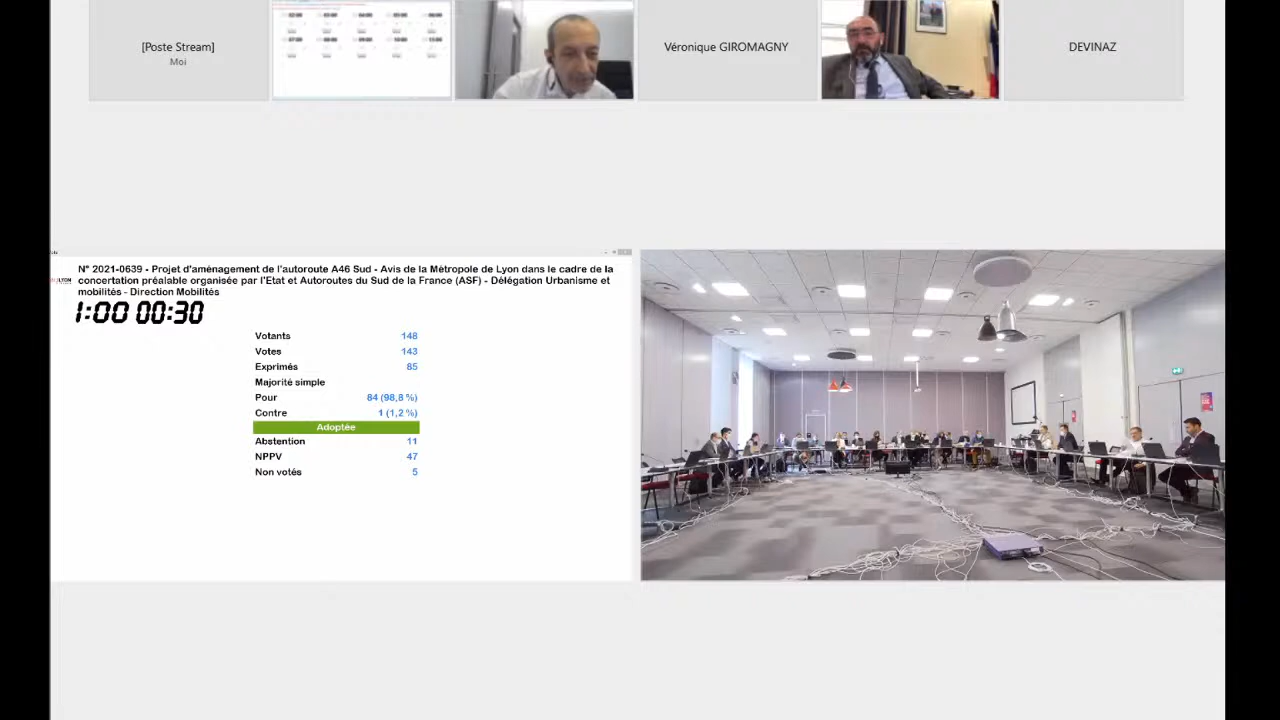 [Poste Stream]
Moi
Véronique GIROMAGNY
DEVINAZ
N° 2021-0639 - Projet d'aménagement de l'autoroute A46 Sud - Avis de la Métropole de Lyon dans le cadre de la
concertation préalable organisée par l'Etat et Autoroutes du Sud de la France (ASF) - Délégation Urbanisme et
mobilités - Direction Mobilités
1:00 00:30
Votants 148
Votes 143
Exprimés 85
Majorité simple
Pour 84 (98,8 %)
Contre 1 (1,2 %)
Adoptée
Abstention 11
NPPV 47
Non votés 5